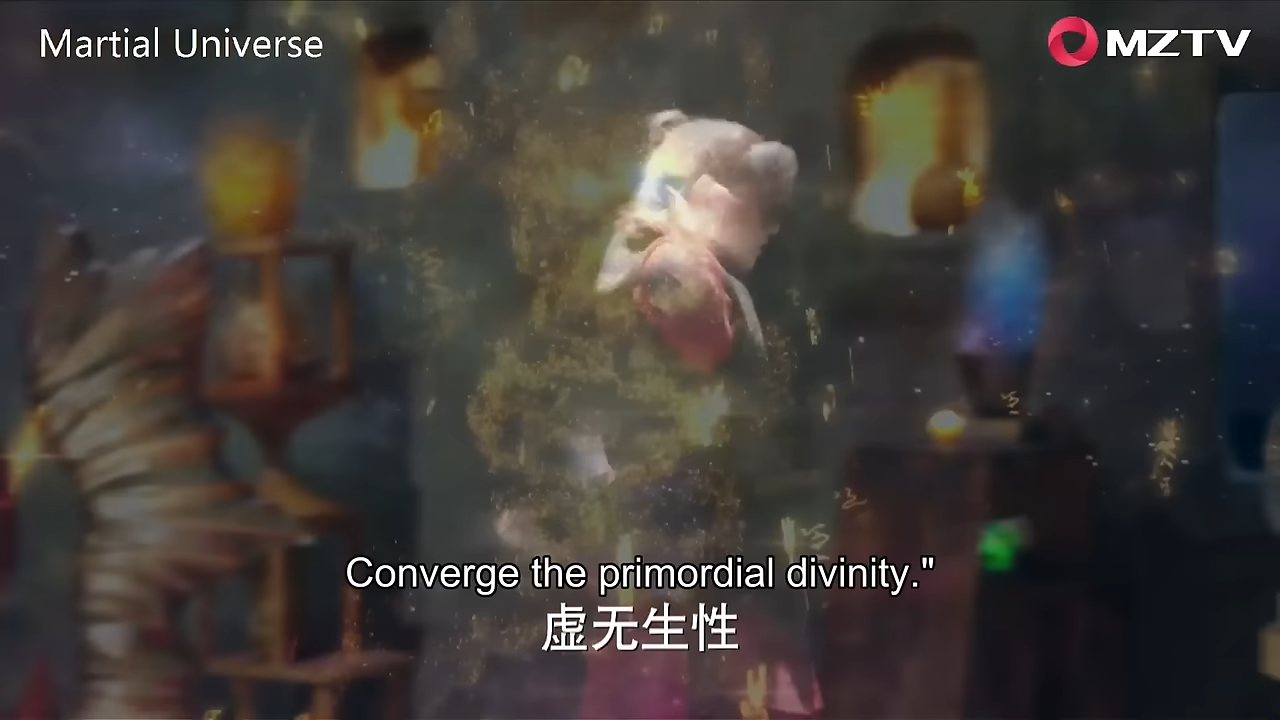 Martial Universe
MZTV
Converge the primordial divinity."
虚无生性